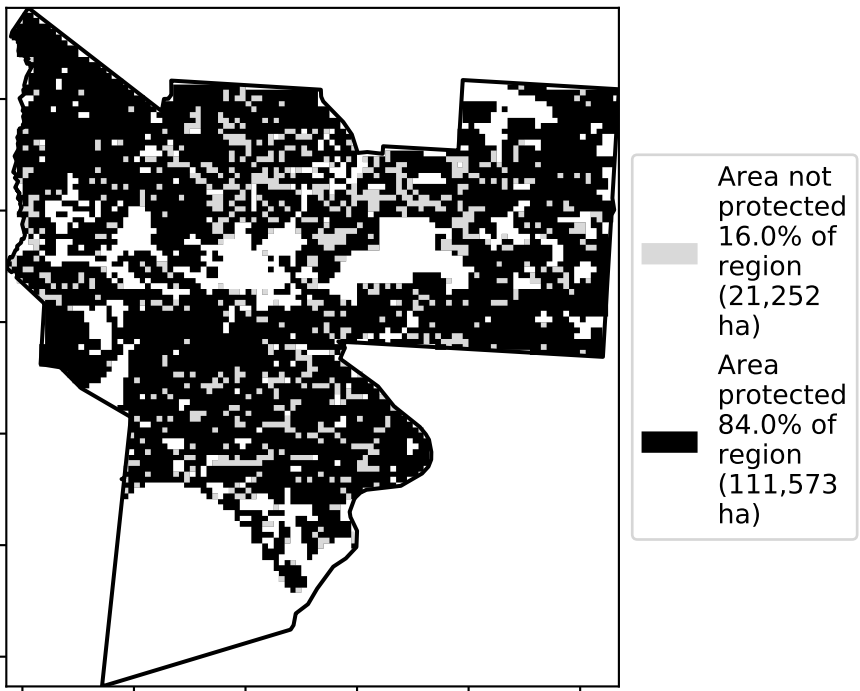 Area not
protected
16.0% of
region
(21,252
ha)
Area
protected
84.0% of
region
(111,573
ha)